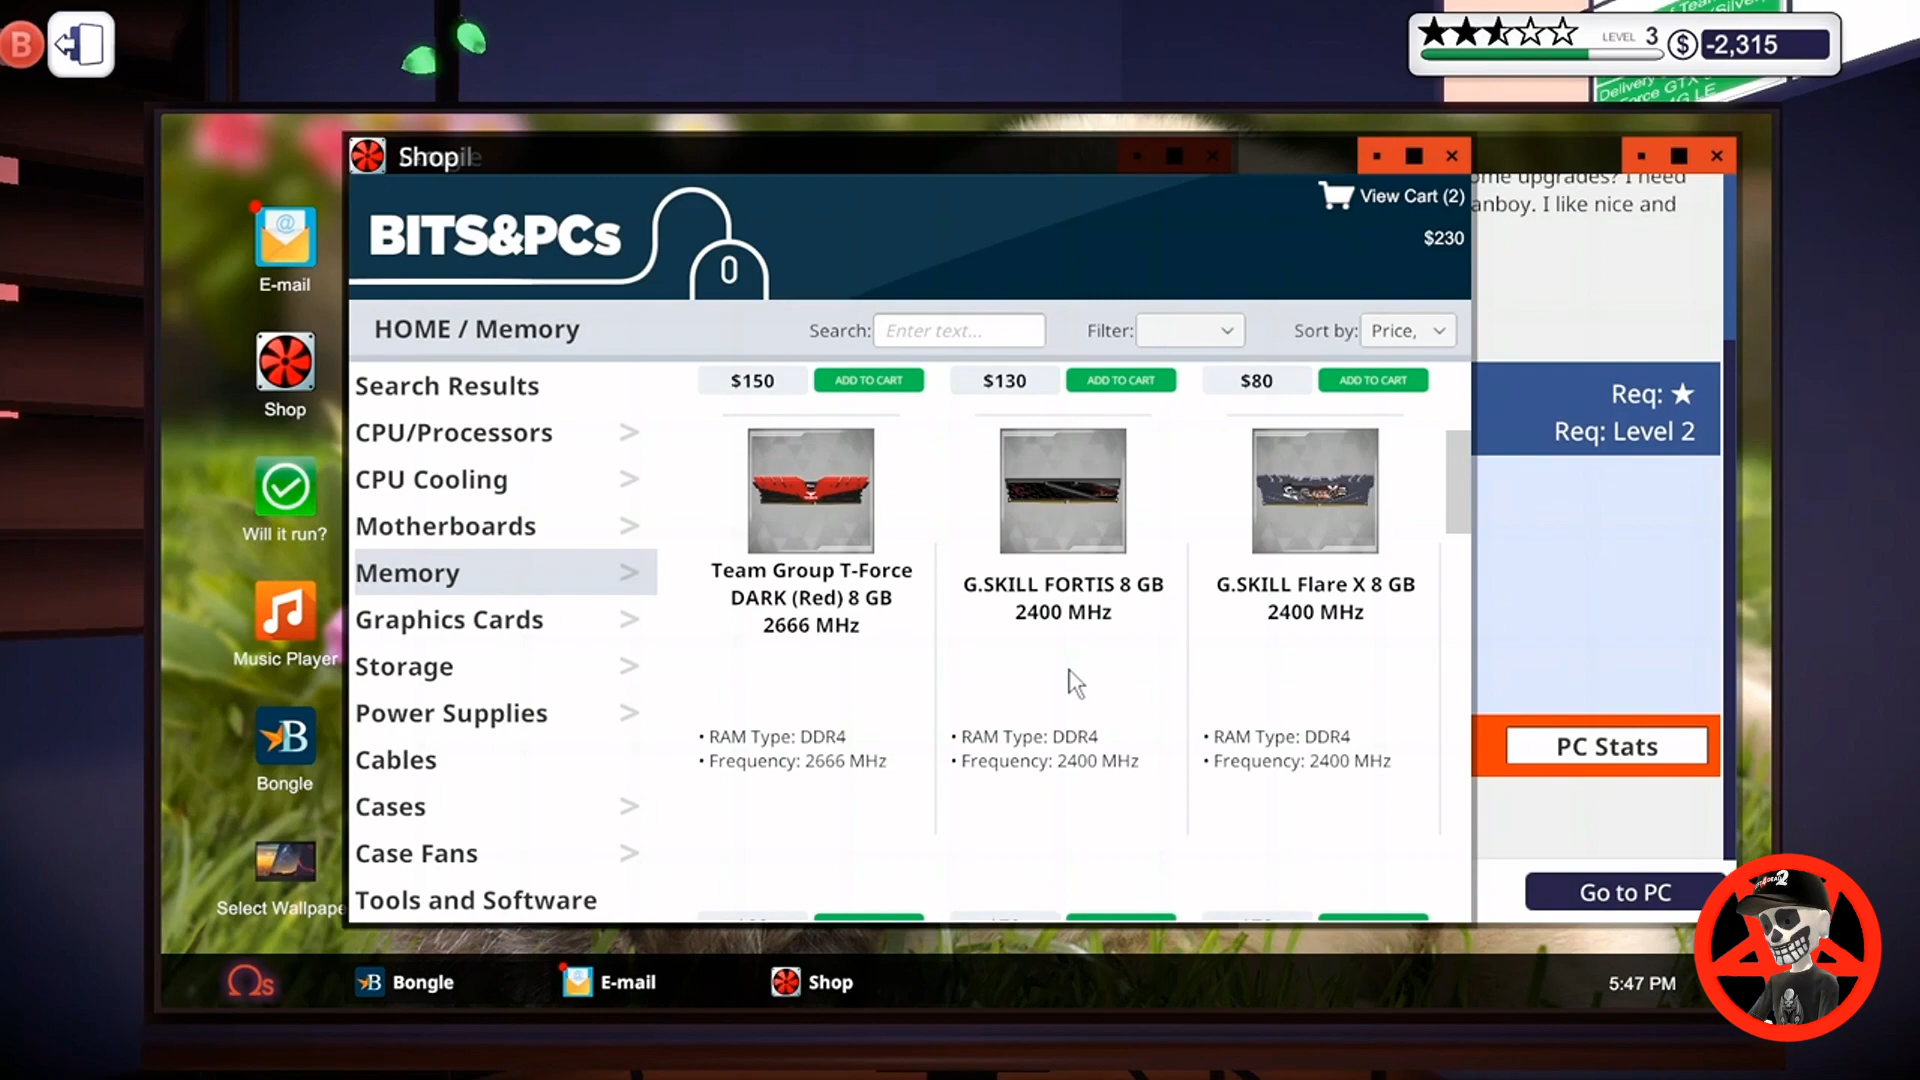 B
LEVEL 3
$ -2,315
Delivery
Shop
View Cart (2)
$230
BITS&PCs
ome upgrades? I need
anboy. I like nice and
HOME / Memory
Search:
Enter text...
Filter:
Sort by:
Price,
E-mail
Shop
Will it run?
Music Player
Bongle
Select Wallpape
Search Results
CPU/Processors >
CPU Cooling >
Motherboards >
Memory >
Graphics Cards >
Storage >
Power Supplies >
Cables
Cases >
Case Fans >
Tools and Software
$150
ADD TO CART
$130
ADD TO CART
$80
ADD TO CART
Team Group T-Force
DARK (Red) 8 GB
2666 MHz
• RAM Type: DDR4
• Frequency: 2666 MHz
G.SKILL FORTIS 8 GB
2400 MHz
• RAM Type: DDR4
• Frequency: 2400 MHz
G.SKILL Flare X 8 GB
2400 MHz
• RAM Type: DDR4
• Frequency: 2400 MHz
Req: ★
Req: Level 2
PC Stats
Go to PC
Bongle
E-mail
Shop
5:47 PM